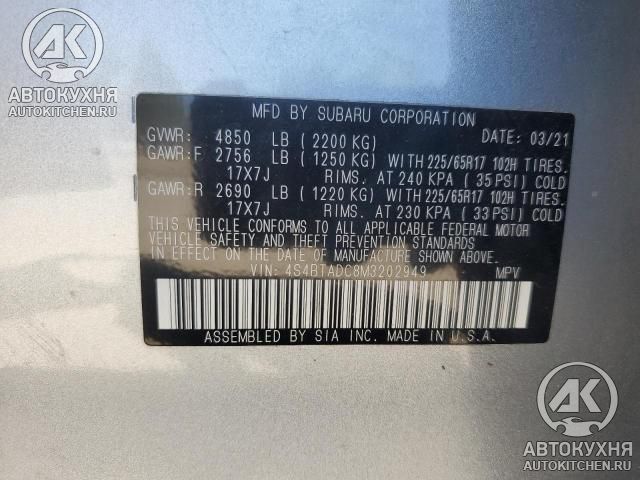 АК
АВТОКУХНЯ
AUTOKITCHEN.RU
MFD BY SUBARU CORPORATION
GVWR: 4850 LB ( 2200 KG) DATE: 03/21
GAWR:F 2756 LB ( 1250 KG) WITH 225/65R17 102H TIRES.
17X7J RIMS. AT 240 KPA ( 35 PSI) COLD
GAWR:R 2690 LB ( 1220 KG) WITH 225/65R17 102H TIRES.
17X7J RIMS. AT 230 KPA ( 33 PSI) COLD
THIS VEHICLE CONFORMS TO ALL APPLICABLE FEDERAL MOTOR
VEHICLE SAFETY AND THEFT PREVENTION STANDARDS
IN EFFECT ON THE DATE OF MANUFACTURE SHOWN ABOVE.
VIN: 4S4BTADC8M3202949 MPV
ASSEMBLED BY SIA INC. MADE IN U.S.A.
АК
АВТОКУХНЯ
AUTOKITCHEN.RU